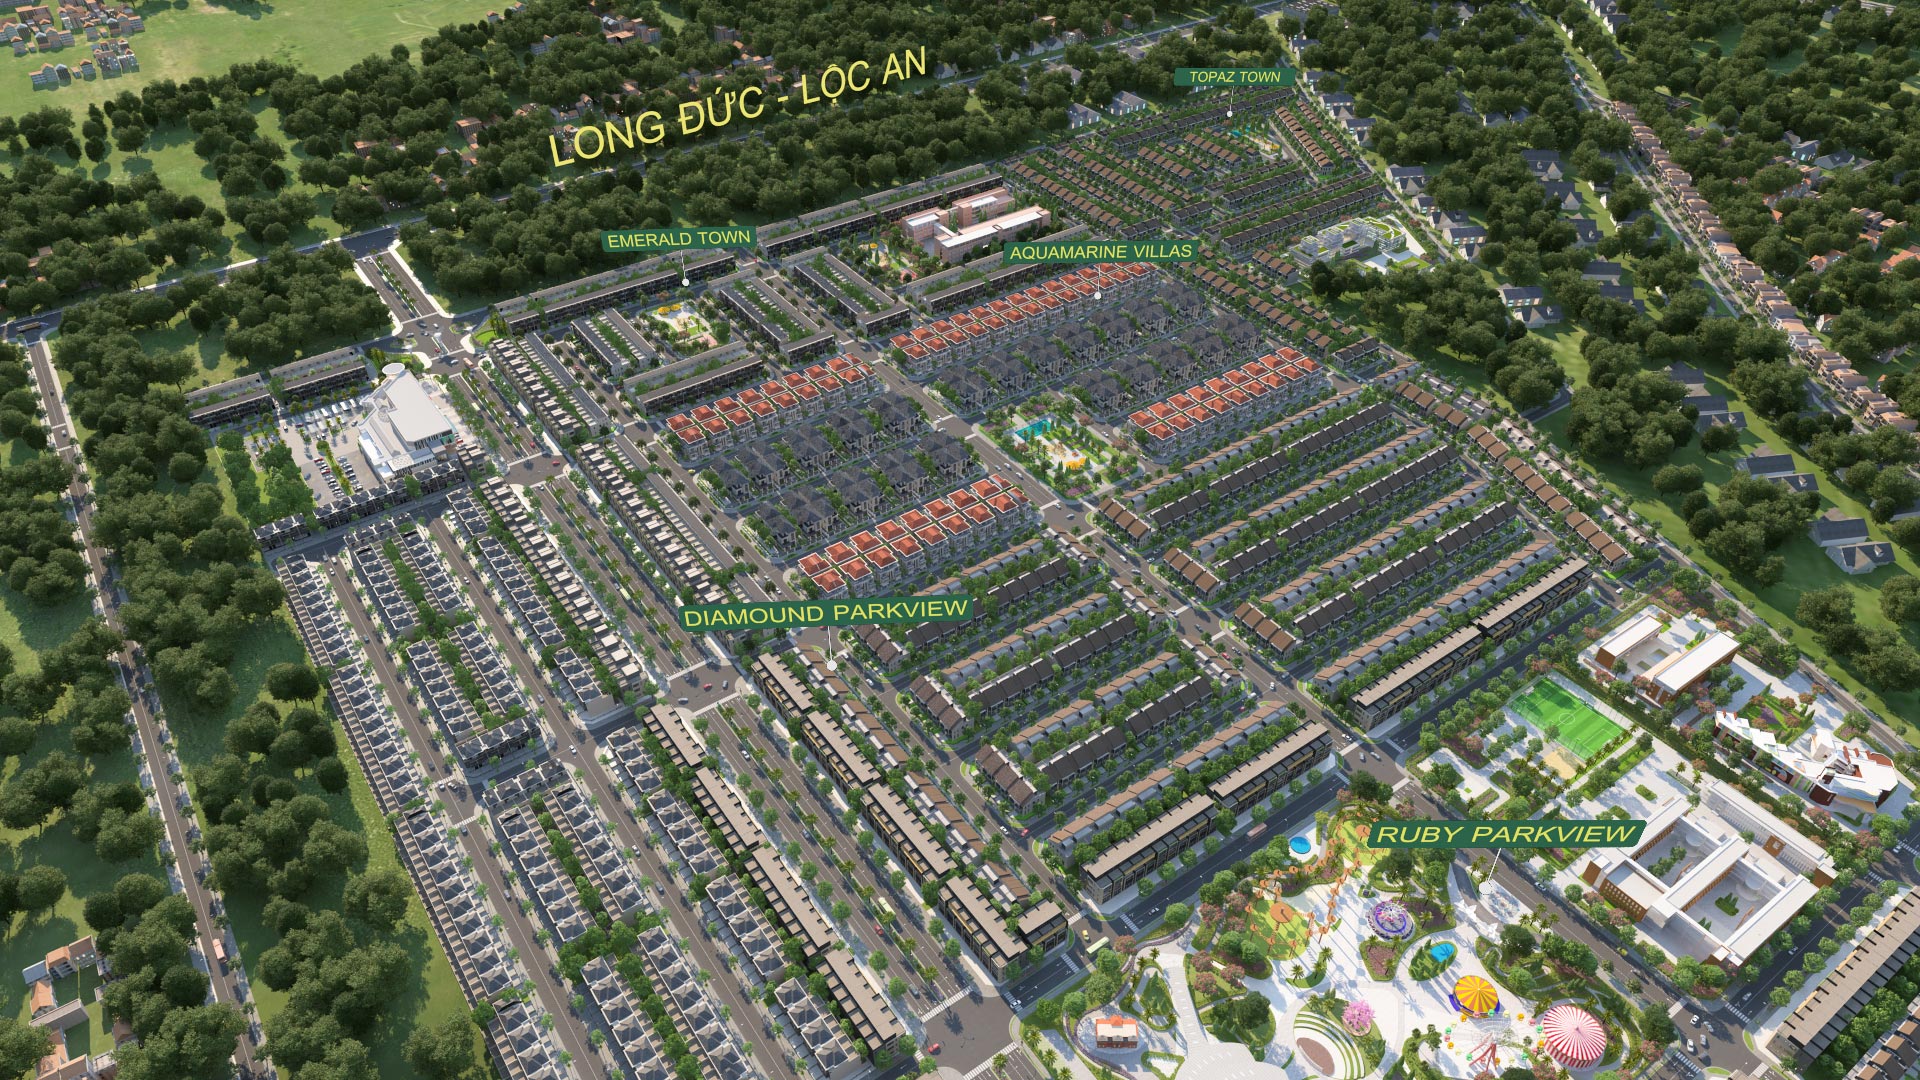 LONG ĐỨC - LỘC AN
TOPAZ TOWN
EMERALD TOWN
AQUAMARINE VILLAS
DIAMOUND PARKVIEW
RUBY PARKVIEW